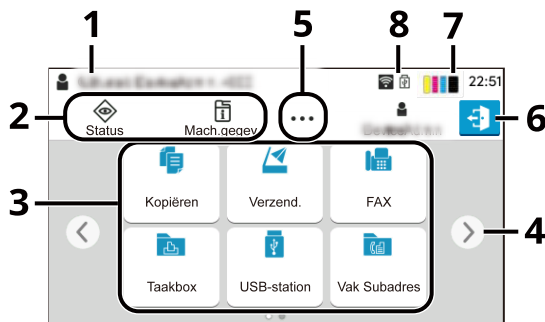 1 5 8 7
22:51
2 Status Mach.gegev 6
3 Kopiëren Verzend. FAX
4
Taakbox USB-station Vak Subadres